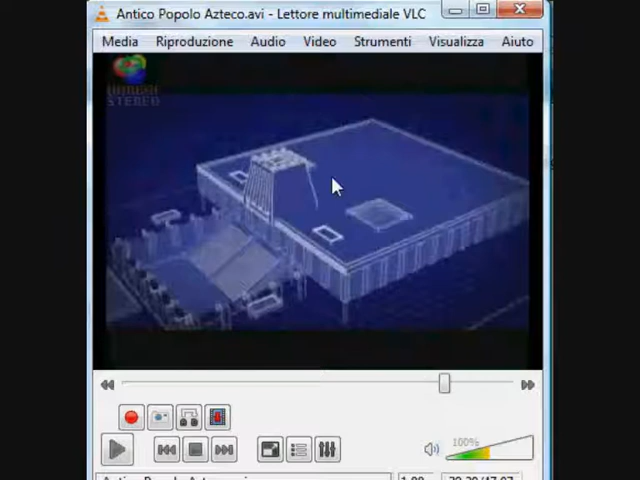 Antico Popolo Azteco.avi - Lettore multimediale VLC
Media Riproduzione Audio Video Strumenti Visualizza Aiuto
STEREO
100%